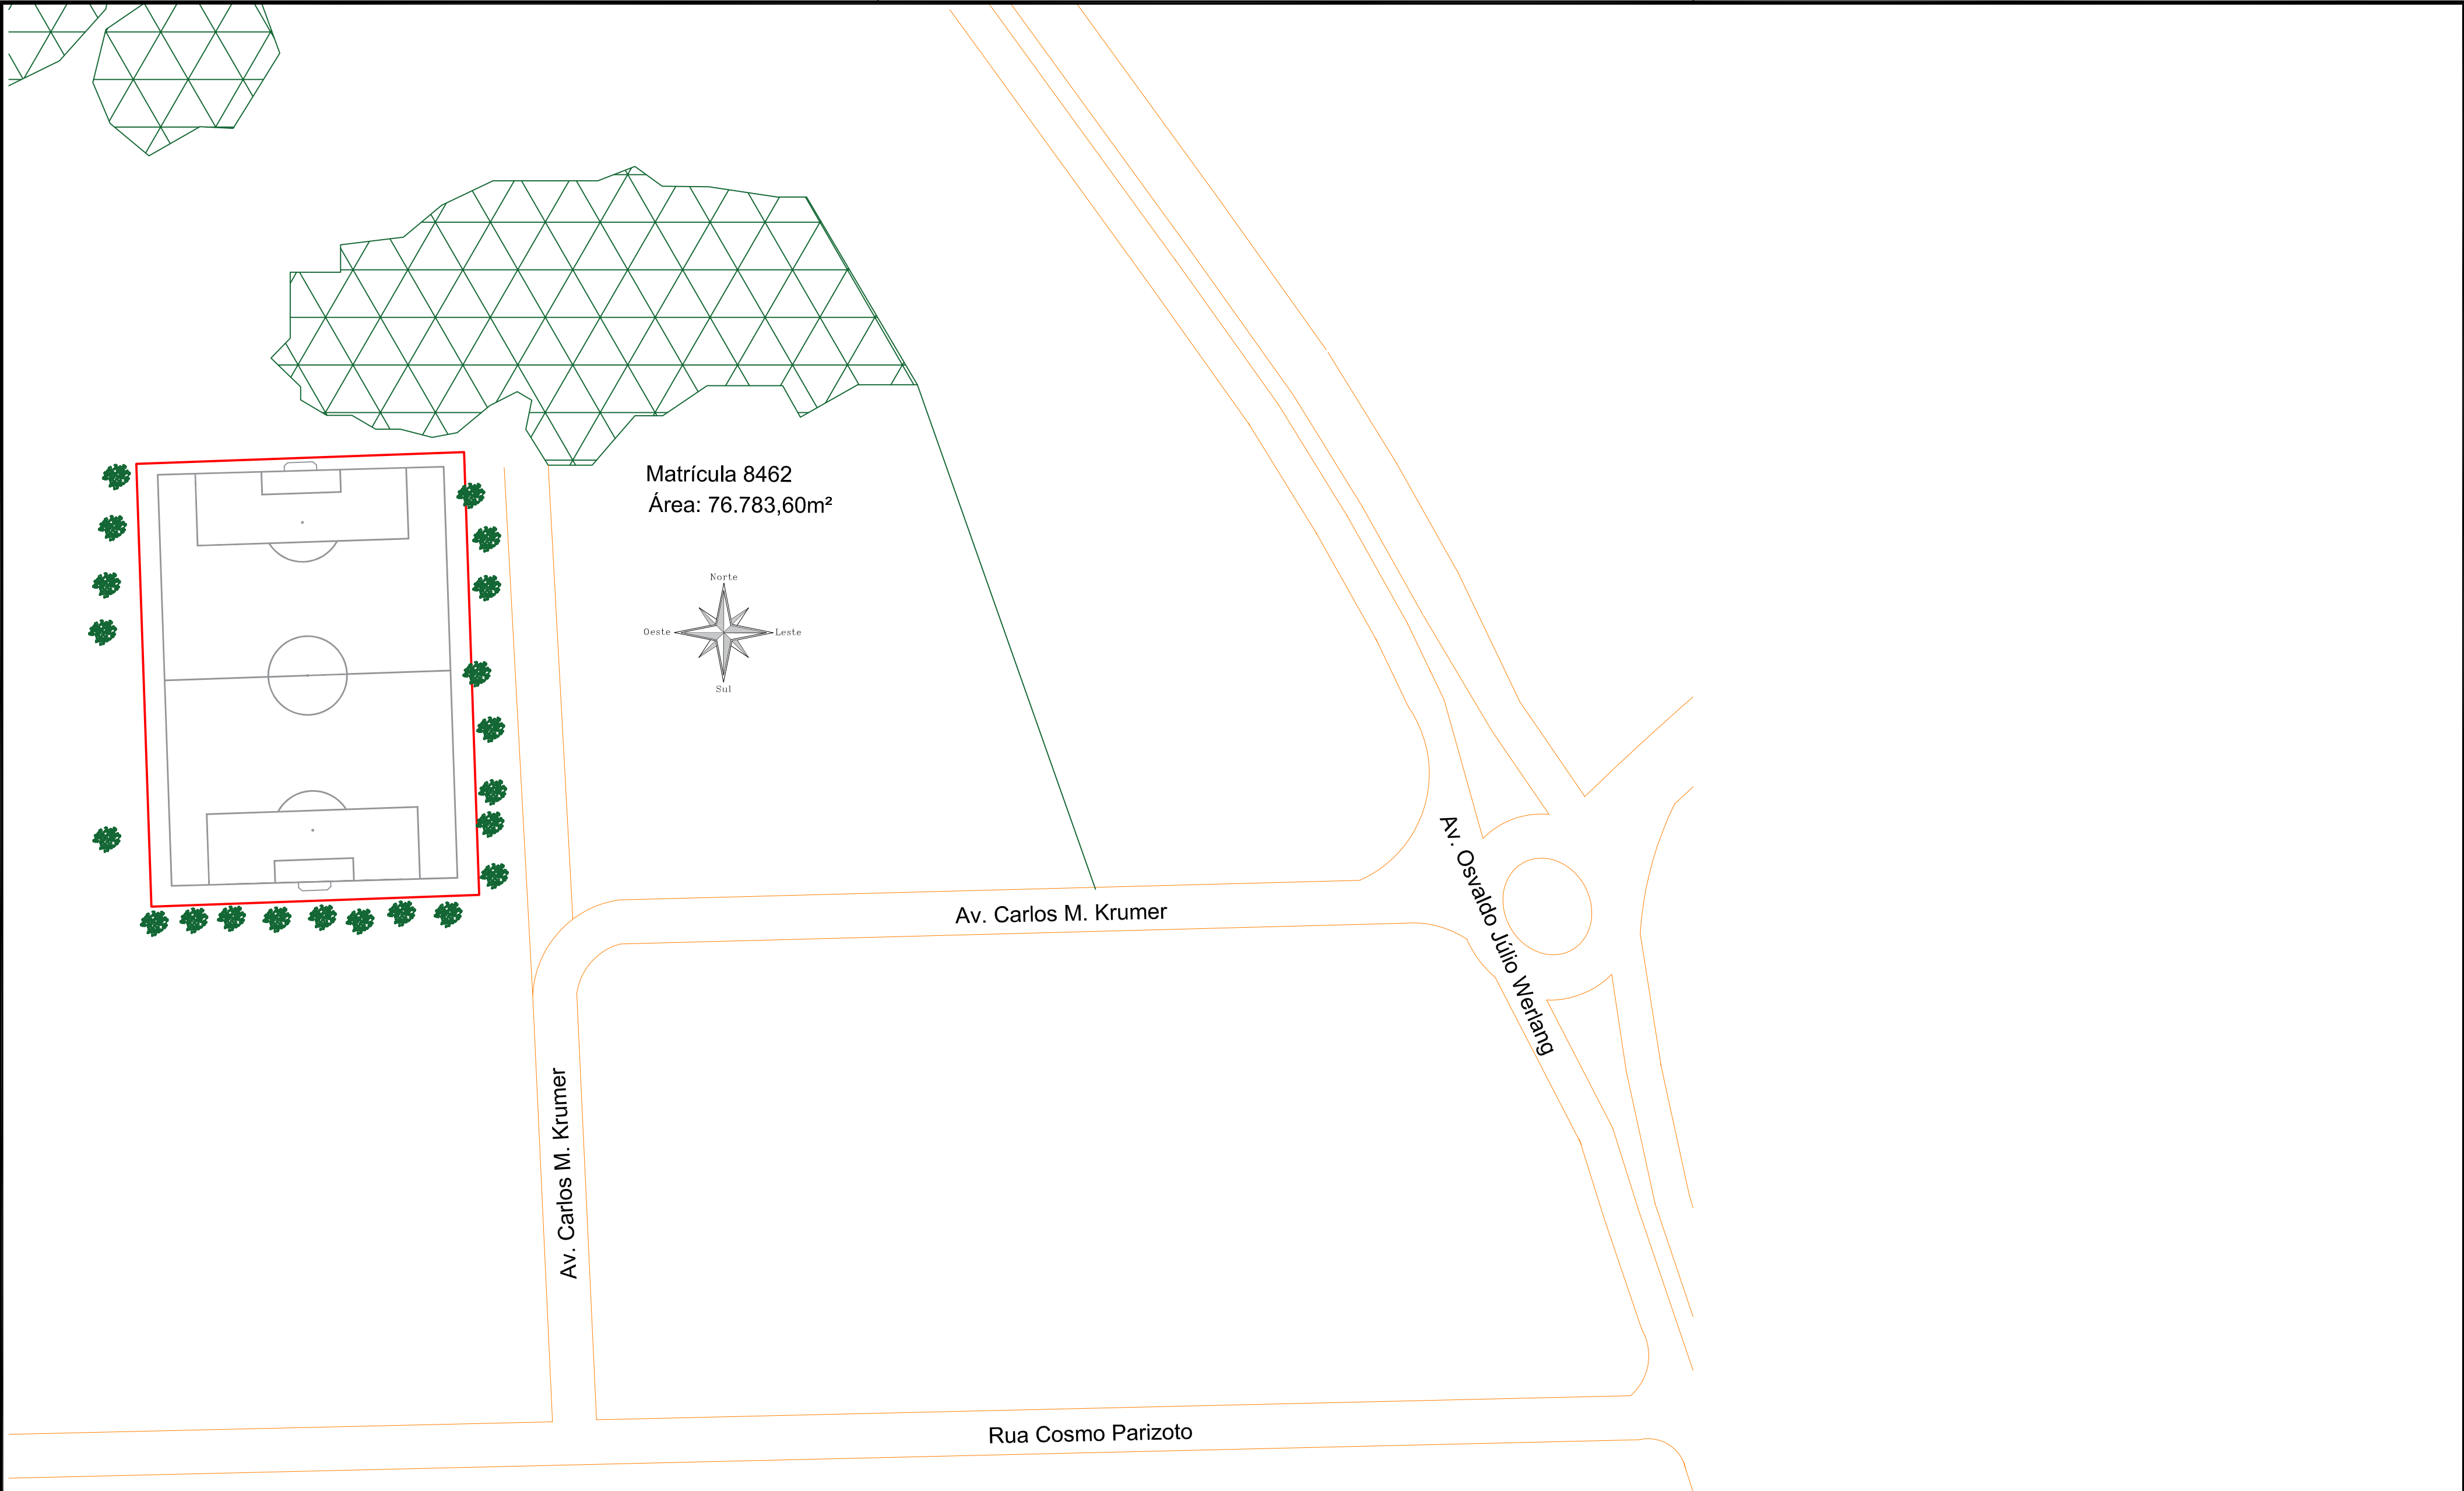 Matrícula 8462
Área: 76.783,60m²
Norte
Oeste
Leste
Sul
Av. Osvaldo Júlio Werlang
Av. Carlos M. Krumer
Av. Carlos M. Krumer
Rua Cosmo Parizoto